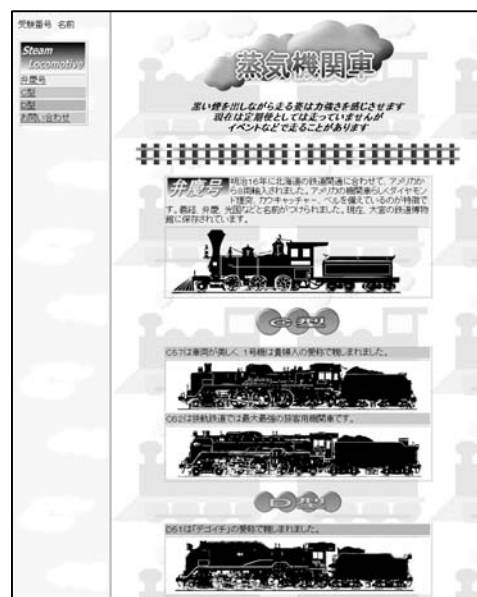 受験番号 名前
Steam
Locomotive
弁慶号
C型
D型
お問い合わせ
蒸気機関車
黒い煙を出しながら走る姿は力強さを感じさせます
現在は定期便としては走っていませんが
イベントなどで走ることがあります
弁慶号
明治16年に北海道の鉄道開通に合わせて、アメリカか
ら8両輸入されました。アメリカの機関車らしくダイヤモン
ド煙突、カウキャッチャー、ベルを備えているのが特徴で
す。義経、弁慶、光圀などと名前がつけられました。現在、大宮の鉄道博物
館に保存されています。
C型
C57は車両が美しく、1号機は貴婦人の愛称で親しまれました。
C62は狭軌鉄道では最大最強の旅客用機関車です。
D型
D51は「デゴイチ」の愛称で親しまれました。